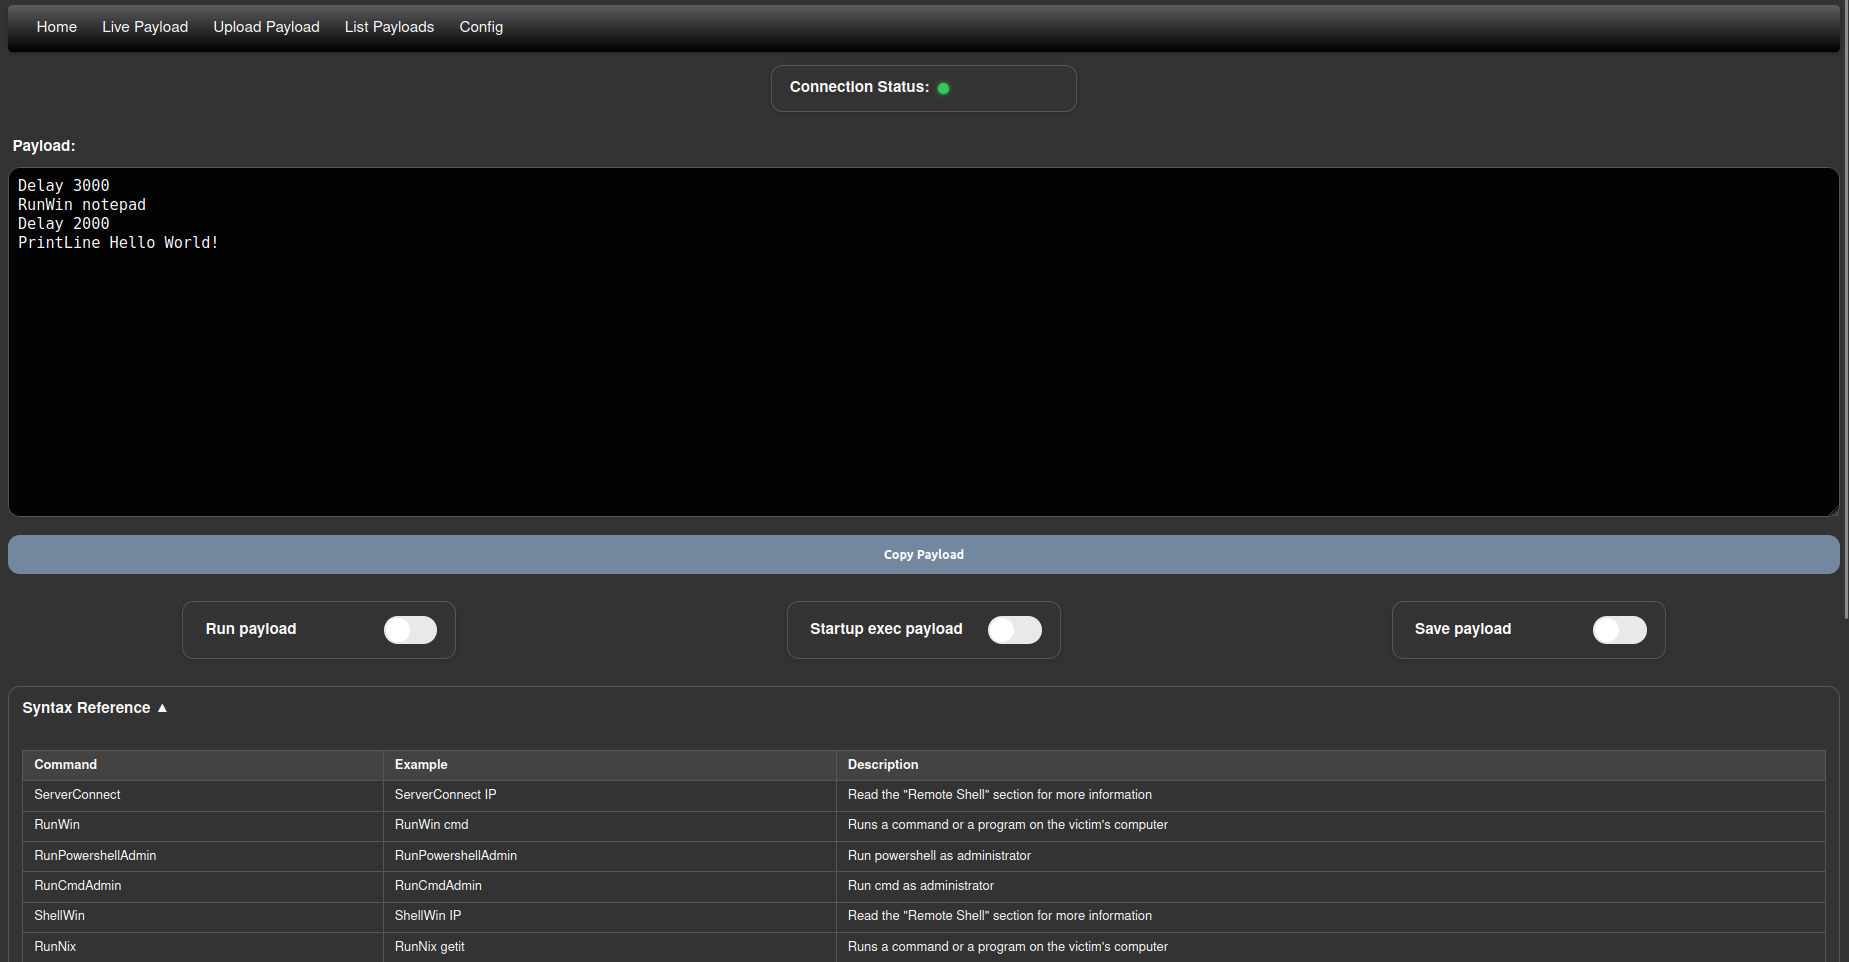 Home Live Payload Upload Payload List Payloads Config
Connection Status:
Payload:
Delay 3000
RunWin notepad
Delay 2000
PrintLine Hello World!
Copy Payload
Run payload
Startup exec payload
Save payload
Syntax Reference ▲
Command Example Description
ServerConnect ServerConnect IP Read the "Remote Shell" section for more information
RunWin RunWin cmd Runs a command or a program on the victim's computer
RunPowershellAdmin RunPowershellAdmin Run powershell as administrator
RunCmdAdmin RunCmdAdmin Run cmd as administrator
ShellWin ShellWin IP Read the "Remote Shell" section for more information
RunNix RunNix getit Runs a command or a program on the victim's computer